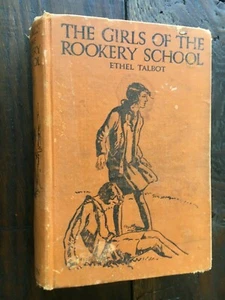 THE GIRLS OF THE
ROOKERY SCHOOL
ETHEL TALBOT